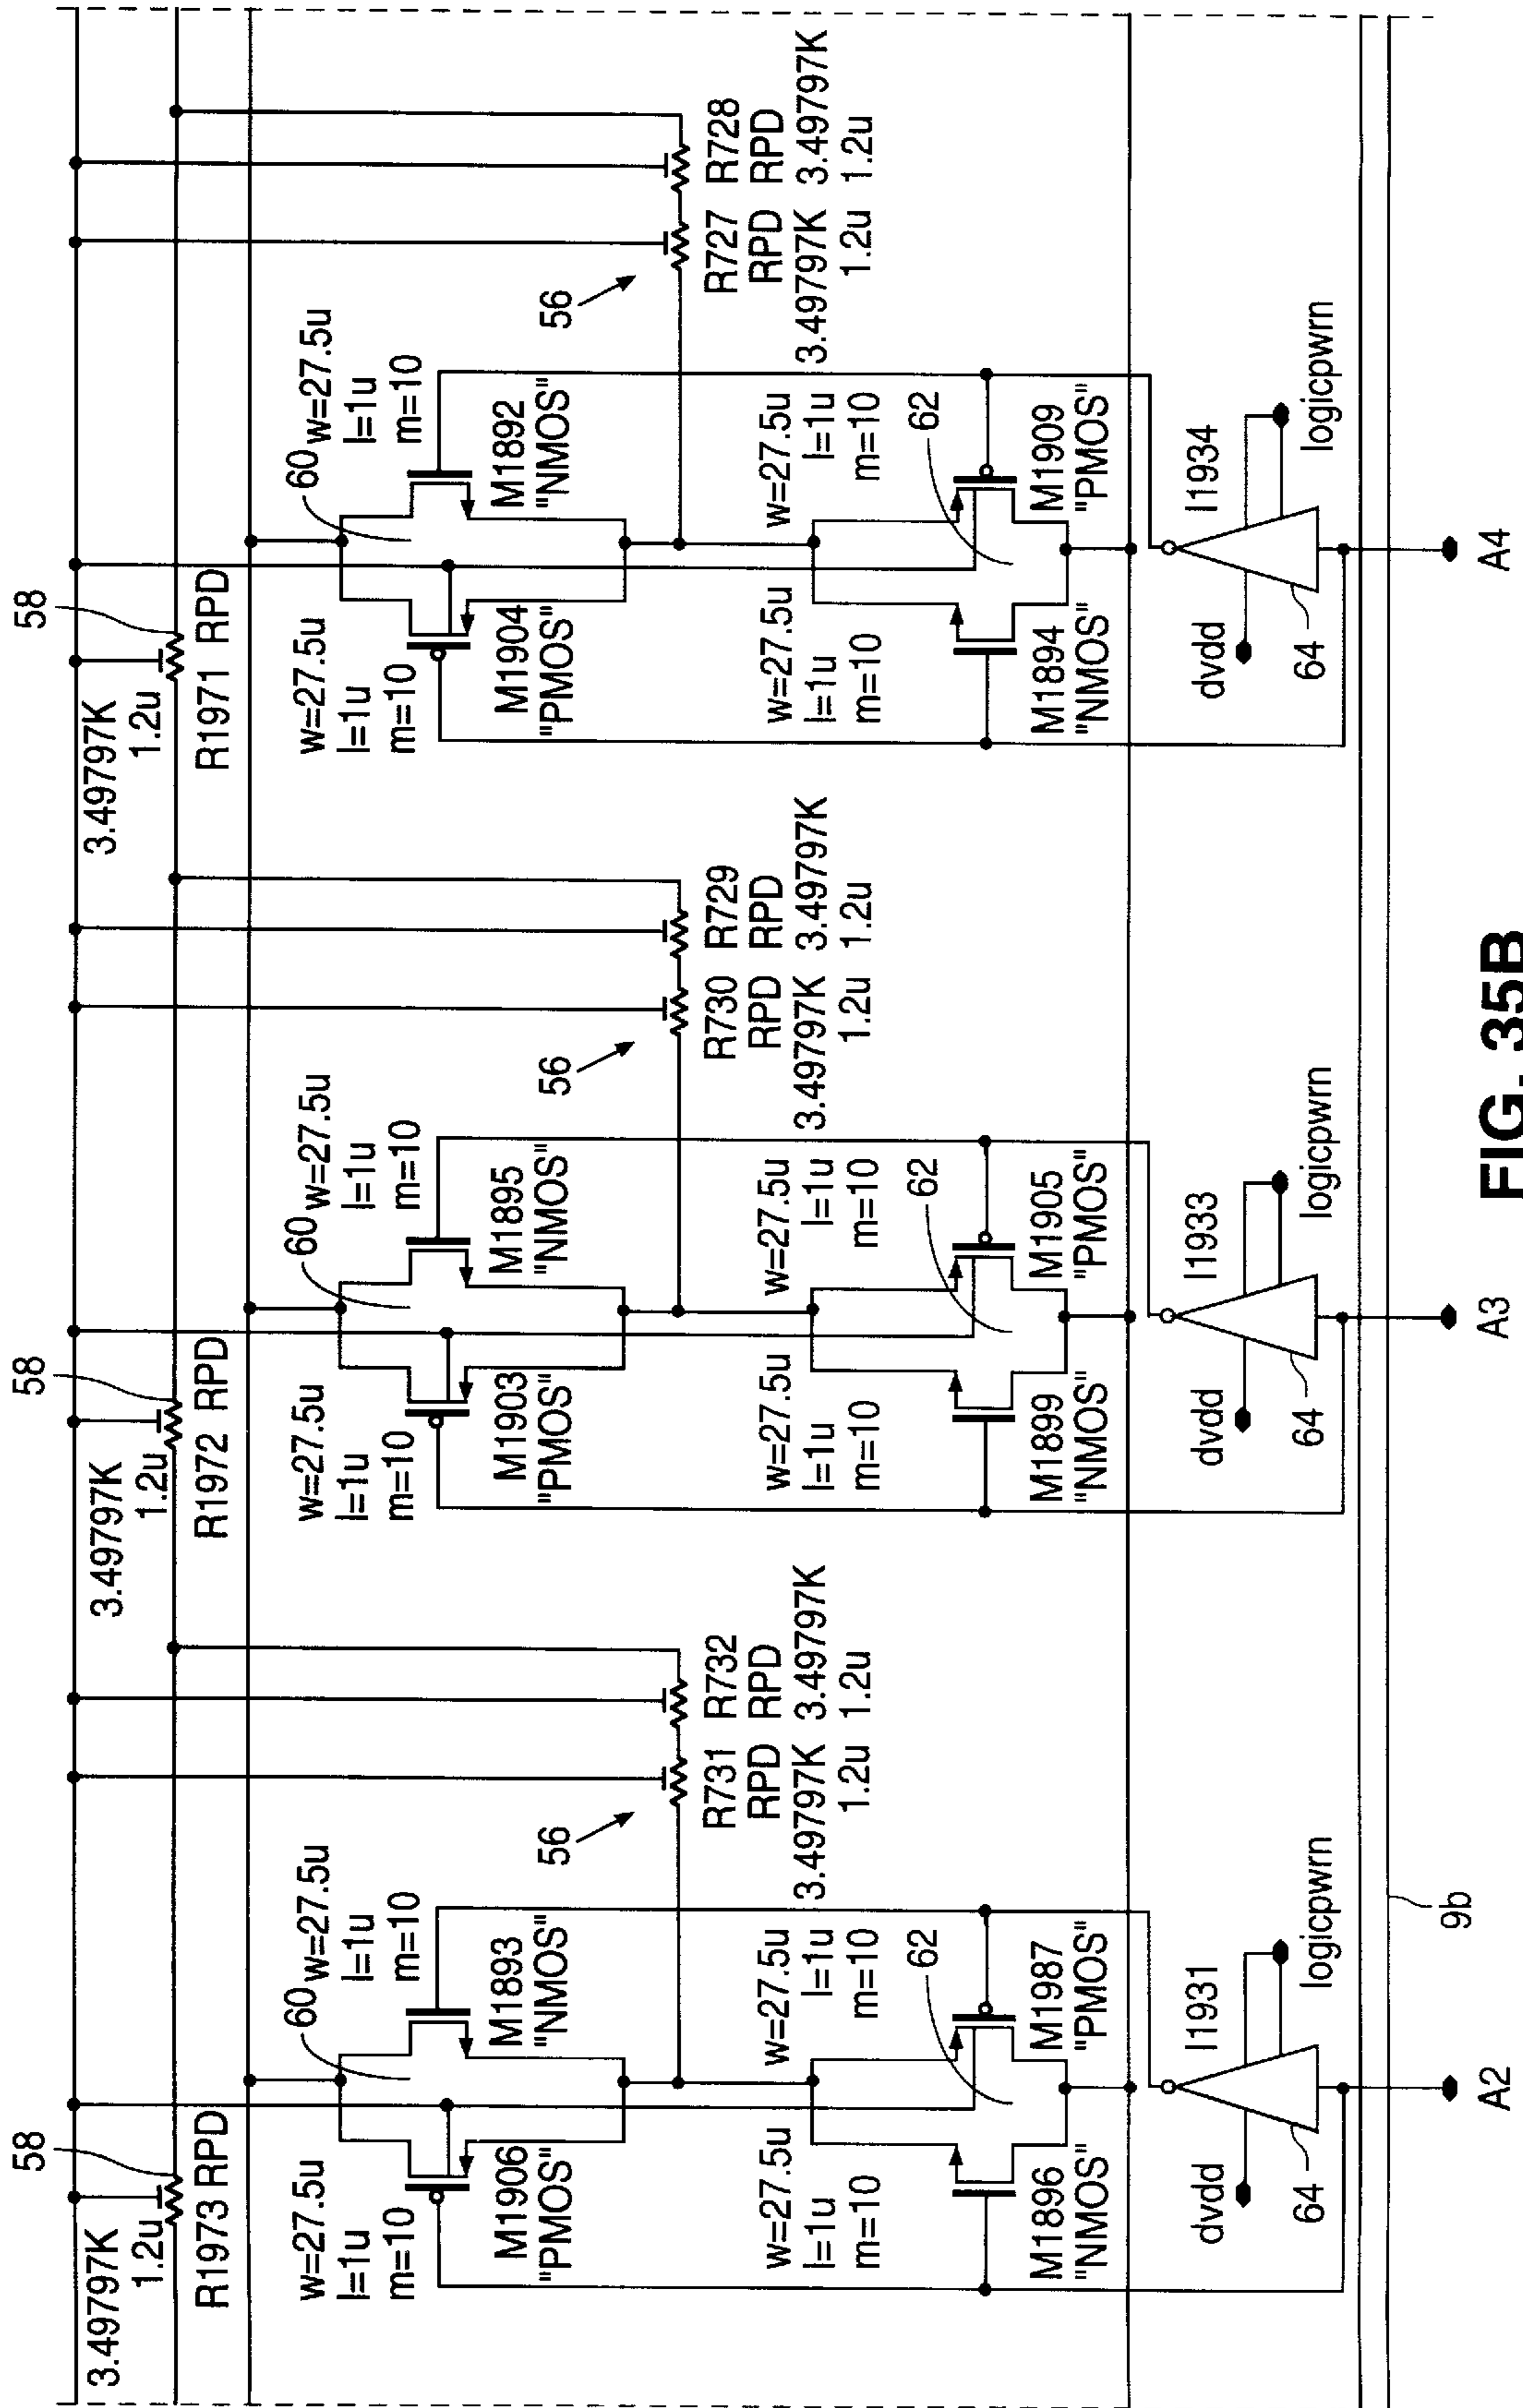 3.49797K
1.2u
R1973 RPD
58
w=27.5u
l=1u
m=10
M1906
"PMOS"
60
w=27.5u
l=1u
m=10
M1893
"NMOS"
56
R731
RPD
3.49797K
1.2u
R732
RPD
3.49797K
1.2u
w=27.5u
l=1u
m=10
M1896
"NMOS"
w=27.5u
l=1u
m=10
62
M1987
"PMOS"
dvdd
64
I1931
logicpwrn
A2
9b
3.49797K
1.2u
R1972 RPD
58
w=27.5u
l=1u
m=10
M1903
"PMOS"
60
w=27.5u
l=1u
m=10
M1895
"NMOS"
56
R730
RPD
3.49797K
1.2u
R729
RPD
3.49797K
1.2u
w=27.5u
l=1u
m=10
M1899
"NMOS"
w=27.5u
l=1u
m=10
62
M1905
"PMOS"
dvdd
64
I1933
logicpwrn
A3
3.49797K
1.2u
R1971 RPD
58
w=27.5u
l=1u
m=10
M1904
"PMOS"
60
w=27.5u
l=1u
m=10
M1892
"NMOS"
56
R727
RPD
3.49797K
1.2u
R728
RPD
3.49797K
1.2u
w=27.5u
l=1u
m=10
M1894
"NMOS"
w=27.5u
l=1u
m=10
62
M1909
"PMOS"
dvdd
64
I1934
logicpwrn
A4
FIG. 35B